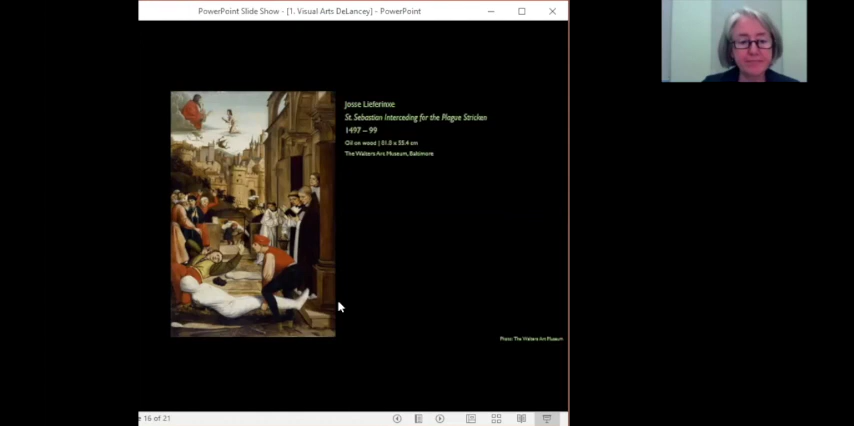 PowerPoint Slide Show - [1. Visual Arts DeLancey] - PowerPoint
Josse Lieferinxe
St. Sebastian Interceding for the Plague Stricken
1497 – 99
Oil on wood | 81.8 x 55.4 cm
The Walters Art Museum, Baltimore
Photo: The Walters Art Museum
e 16 of 21